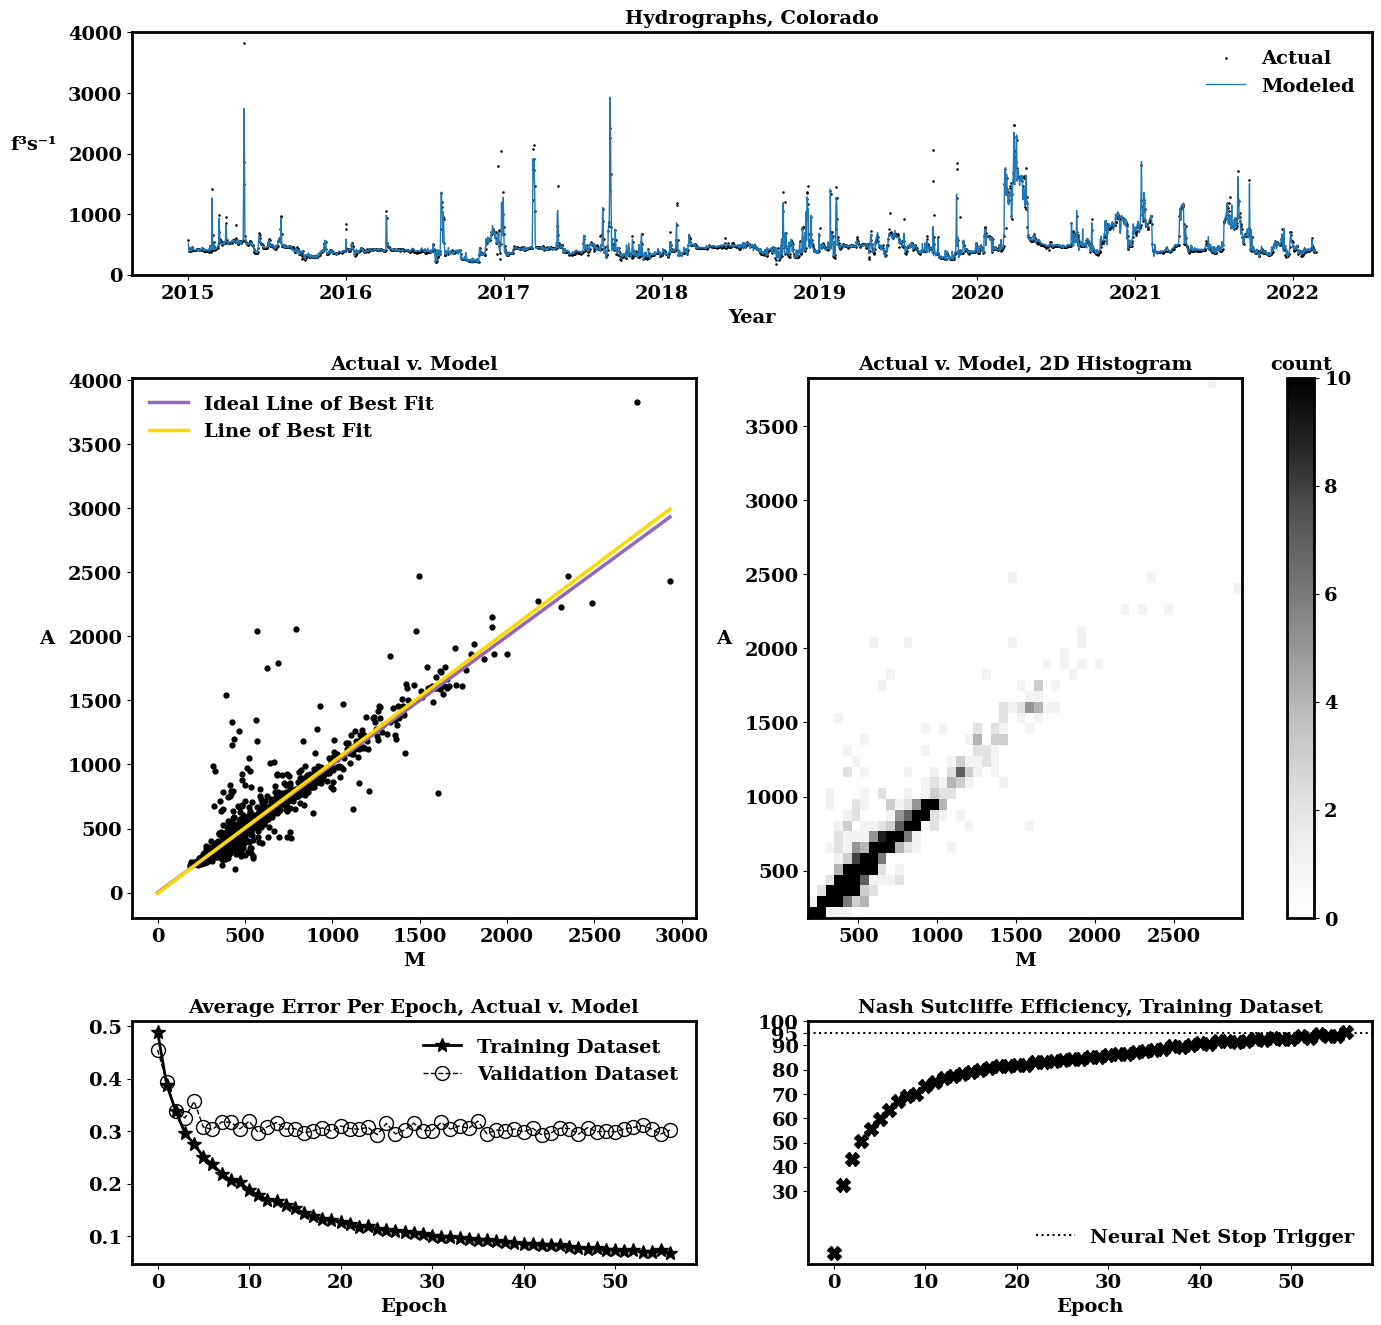 Hydrographs, Colorado
4000
3000
2000
1000
0
f³s⁻¹
Actual
Modeled
2015 2016 2017 2018 2019 2020 2021 2022
Year
Actual v. Model
4000
3500
3000
2500
2000
1500
1000
500
0
A
Ideal Line of Best Fit
Line of Best Fit
0 500 1000 1500 2000 2500 3000
M
Actual v. Model, 2D Histogram
3500
3000
2500
2000
1500
1000
500
A
500 1000 1500 2000 2500
M
count
10
8
6
4
2
0
Average Error Per Epoch, Actual v. Model
0.5
0.4
0.3
0.2
0.1
Training Dataset
Validation Dataset
0 10 20 30 40 50
Epoch
Nash Sutcliffe Efficiency, Training Dataset
100
95
90
80
70
60
50
40
30
Neural Net Stop Trigger
0 10 20 30 40 50
Epoch